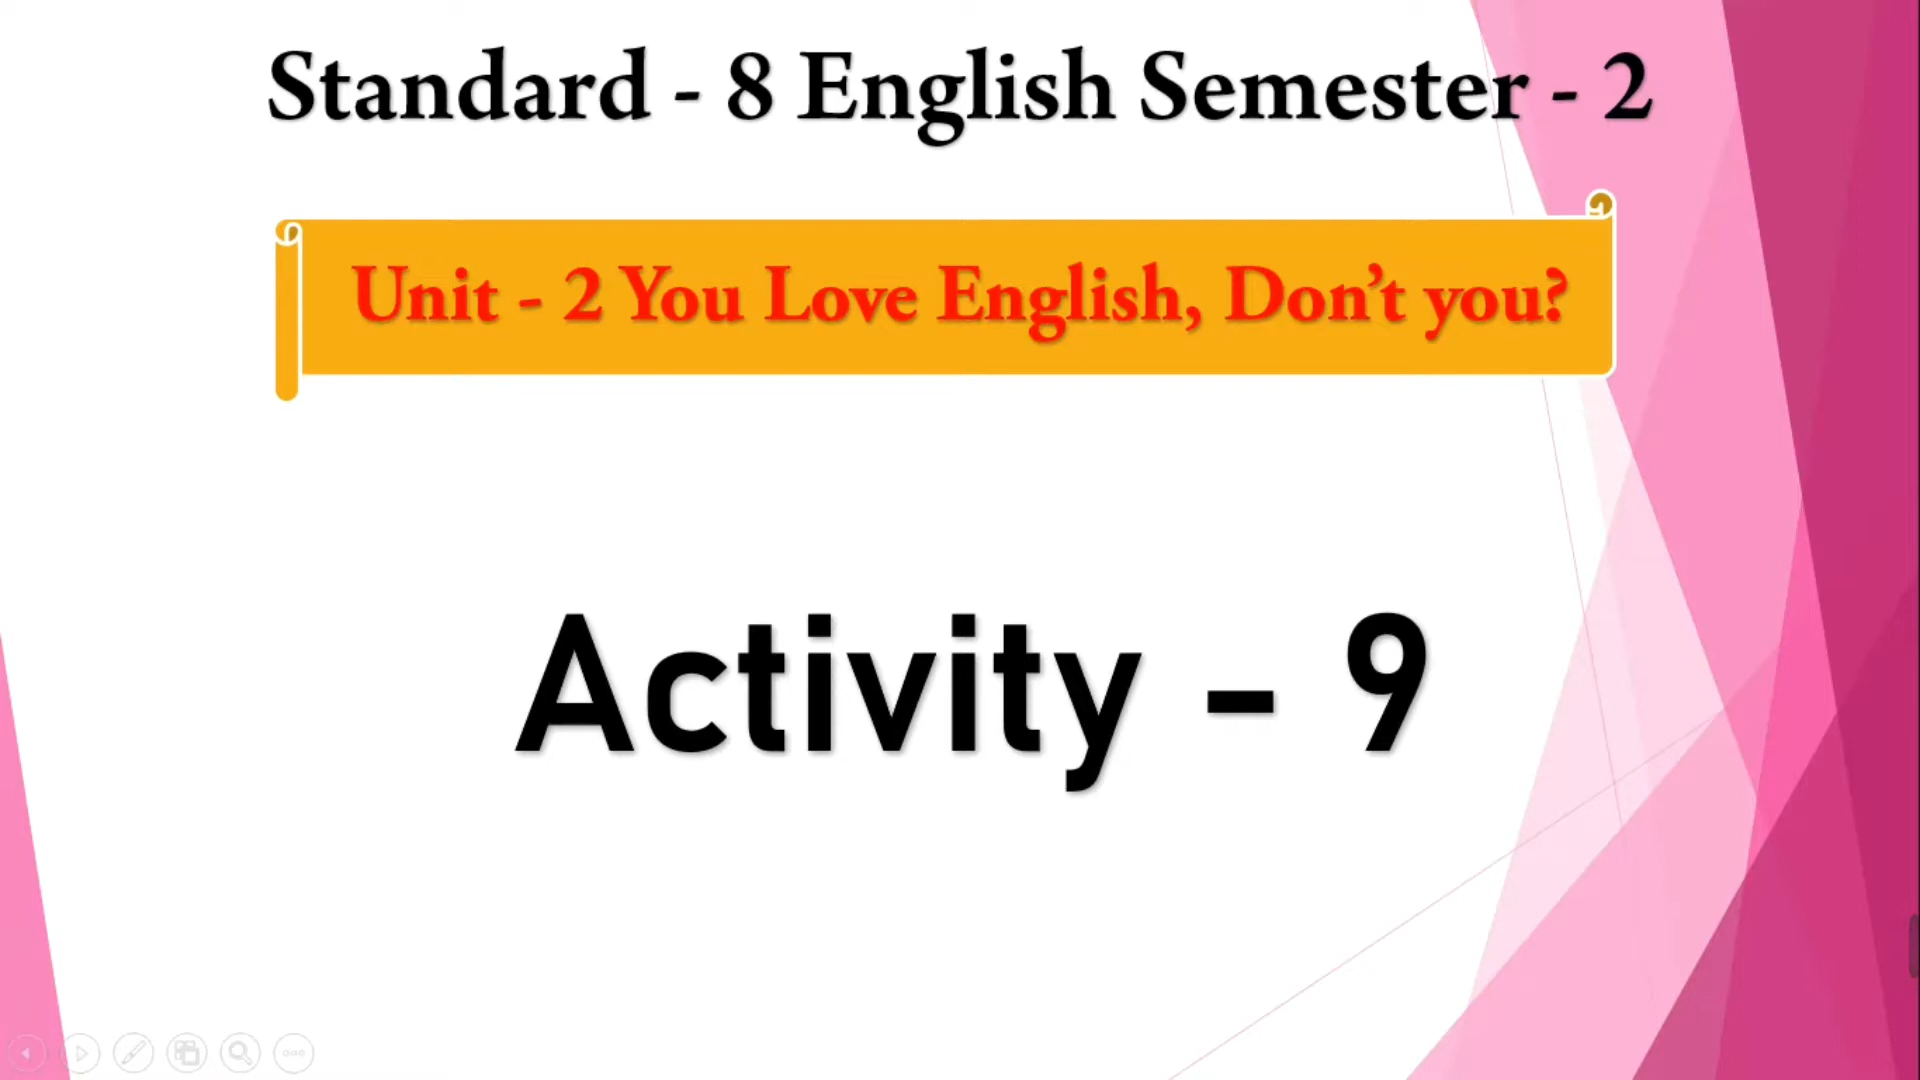 Standard - 8 English Semester - 2
Unit - 2 You Love English, Don’t you?
Activity - 9